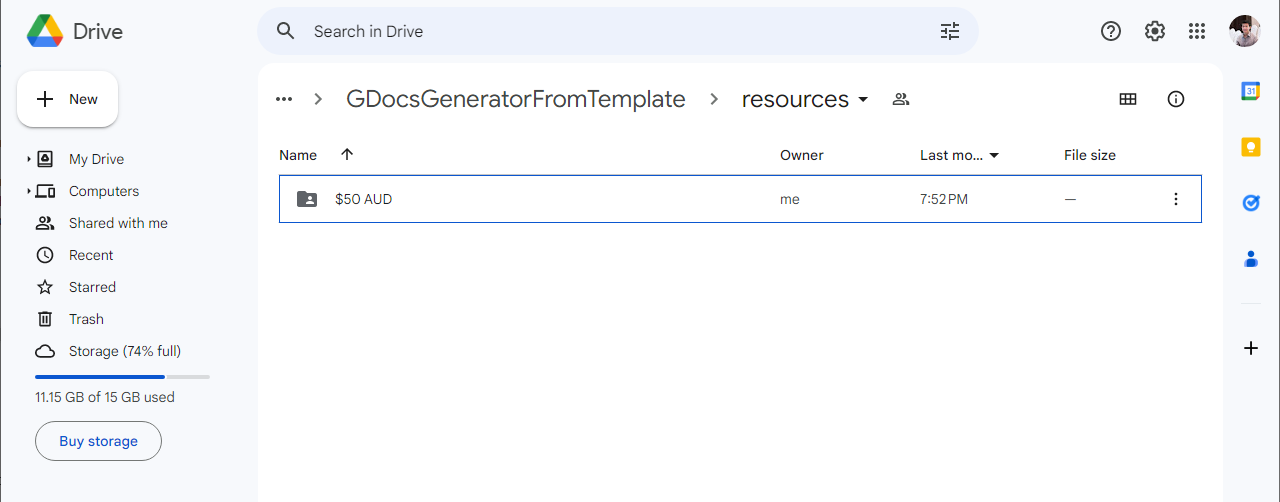 Drive
Search in Drive
New
GDocsGeneratorFromTemplate
resources
My Drive
Computers
Shared with me
Recent
Starred
Trash
Storage (74% full)
11.15 GB of 15 GB used
Buy storage
Name
Owner
Last mo...
File size
$50 AUD
me
7:52 PM
—
31